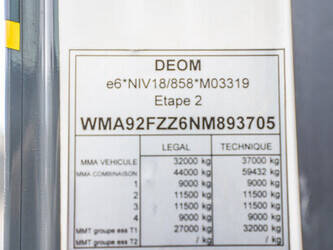 DEOM
e6*NIV18/858*M03319
Etape 2
WMA92FZZ6NM893705
LEGAL TECHNIQUE
MMA VEHICULE 32000 kg 37000 kg
MMA COMBINAISON 44000 kg 59432 kg
1 9000 kg 9000 kg
2 11500 kg 11500 kg
3 11500 kg 11500 kg
4 9000 kg 9000 kg
MMT groupe ess T1 27000 kg 32000 kg
MMT groupe ess T2 / kg / kg